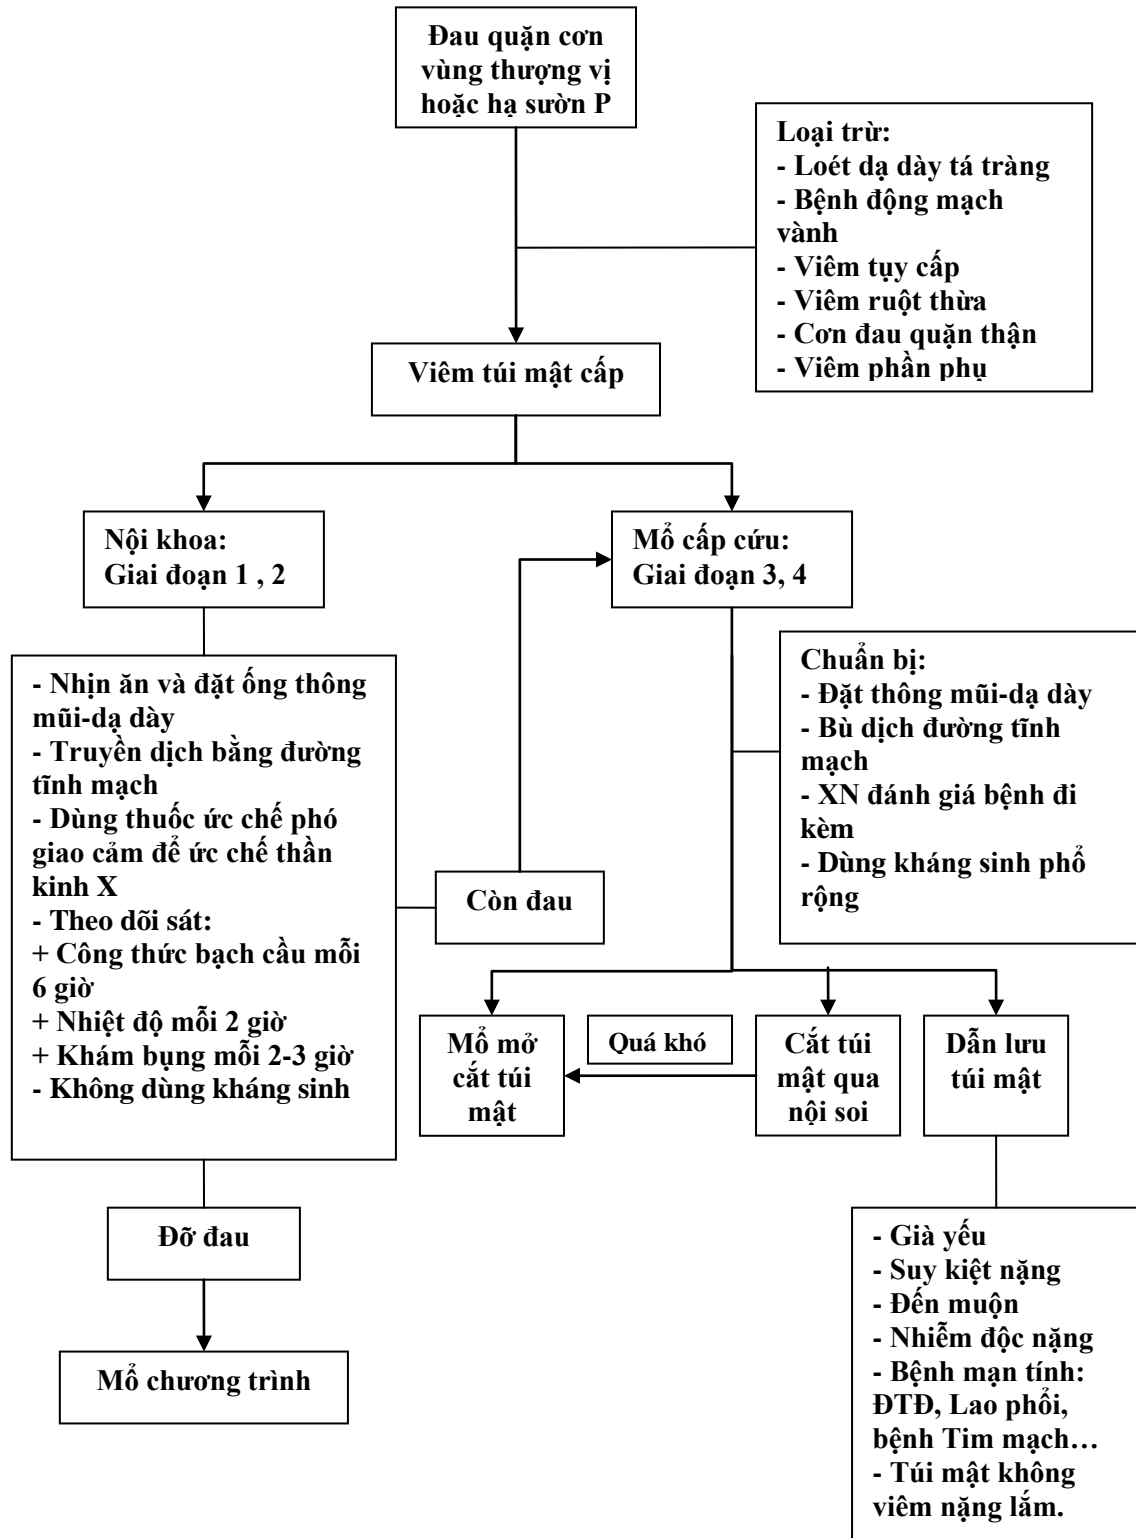 Đau quặn cơn
vùng thượng vị
hoặc hạ sườn P
Loại trừ:
- Loét dạ dày tá tràng
- Bệnh động mạch
vành
- Viêm tụy cấp
- Viêm ruột thừa
- Cơn đau quặn thận
- Viêm phần phụ
Viêm túi mật cấp
Nội khoa:
Giai đoạn 1 , 2
Mổ cấp cứu:
Giai đoạn 3, 4
- Nhịn ăn và đặt ống thông
mũi-dạ dày
- Truyền dịch bằng đường
tĩnh mạch
- Dùng thuốc ức chế phó
giao cảm để ức chế thần
kinh X
- Theo dõi sát:
+ Công thức bạch cầu mỗi
6 giờ
+ Nhiệt độ mỗi 2 giờ
+ Khám bụng mỗi 2-3 giờ
- Không dùng kháng sinh
Còn đau
Chuẩn bị:
- Đặt thông mũi-dạ dày
- Bù dịch đường tĩnh
mạch
- XN đánh giá bệnh đi
kèm
- Dùng kháng sinh phổ
rộng
Mổ mở
cắt túi
mật
Quá khó
Cắt túi
mật qua
nội soi
Dẫn lưu
túi mật
Đỡ đau
Mổ chương trình
- Già yếu
- Suy kiệt nặng
- Đến muộn
- Nhiễm độc nặng
- Bệnh mạn tính:
ĐTĐ, Lao phổi,
bệnh Tim mạch…
- Túi mật không
viêm nặng lắm.